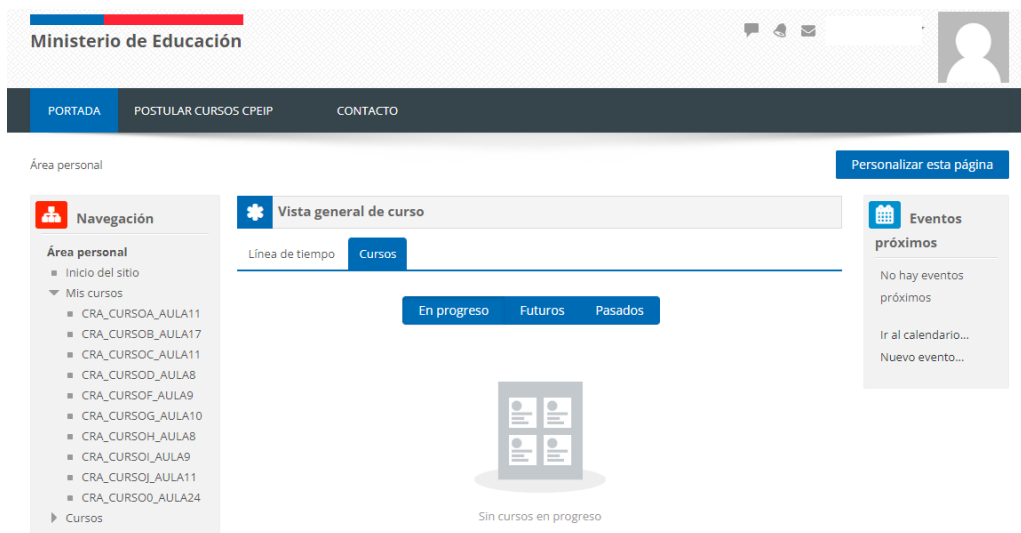 Ministerio de Educación
PORTADA POSTULAR CURSOS CPEIP CONTACTO
Área personal
Personalizar esta página
Navegación
Área personal
Inicio del sitio
Mis cursos
CRA_CURSOA_AULA11
CRA_CURSOB_AULA17
CRA_CURSOC_AULA11
CRA_CURSOD_AULA8
CRA_CURSOF_AULA9
CRA_CURSOG_AULA10
CRA_CURSOH_AULA8
CRA_CURSOI_AULA9
CRA_CURSOJ_AULA11
CRA_CURSO0_AULA24
Cursos
Vista general de curso
Línea de tiempo Cursos
En progreso Futuros Pasados
Sin cursos en progreso
Eventos
próximos
No hay eventos
próximos
Ir al calendario...
Nuevo evento...